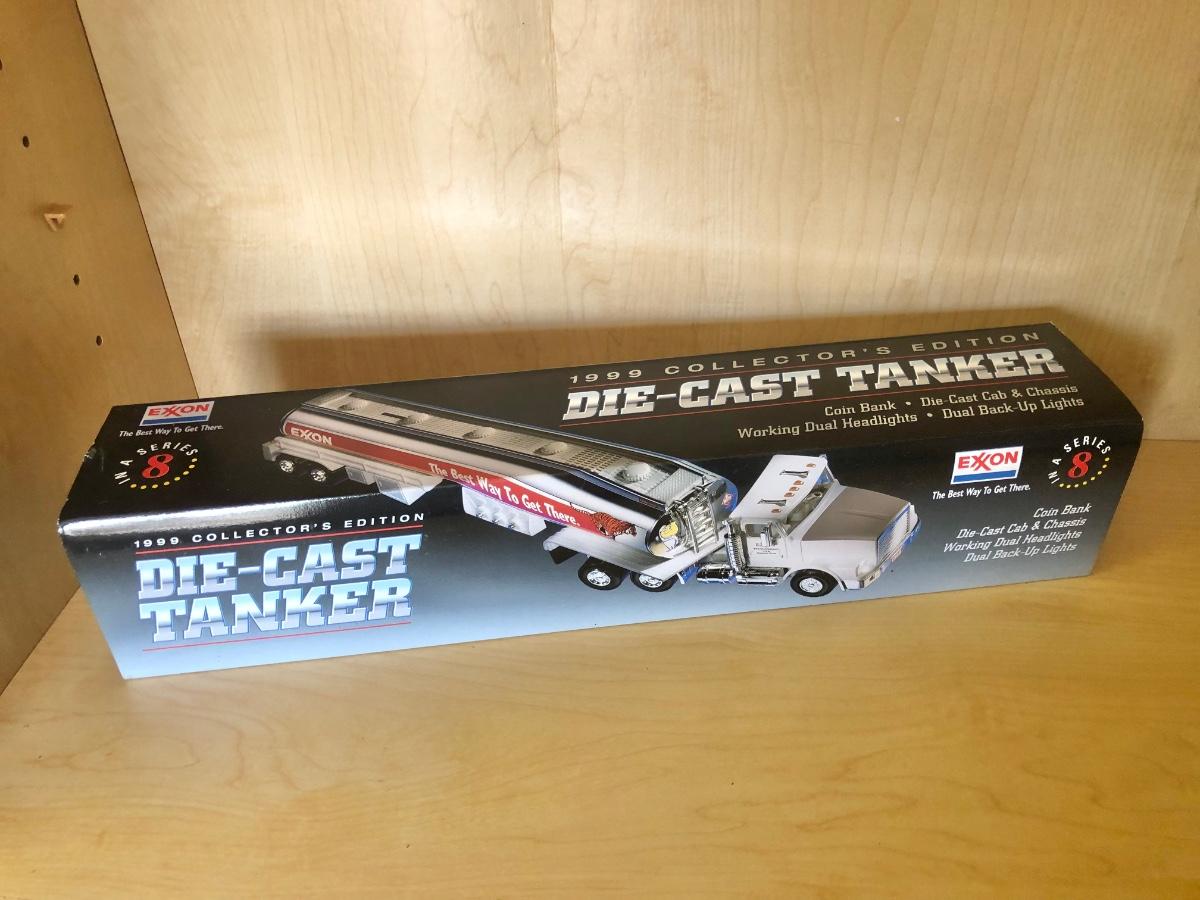 1999 COLLECTOR'S EDITION
DIE-CAST TANKER
Coin Bank • Die-Cast Cab & Chassis
Working Dual Headlights • Dual Back-Up Lights
EXXON
The Best Way To Get There.
IN A SERIES
8
EXXON
The Best Way To Get There.
EXXON
The Best Way To Get There.
IN A SERIES
8
Coin Bank
Die-Cast Cab & Chassis
Working Dual Headlights
Dual Back-Up Lights
1999 COLLECTOR'S EDITION
DIE-CAST
TANKER